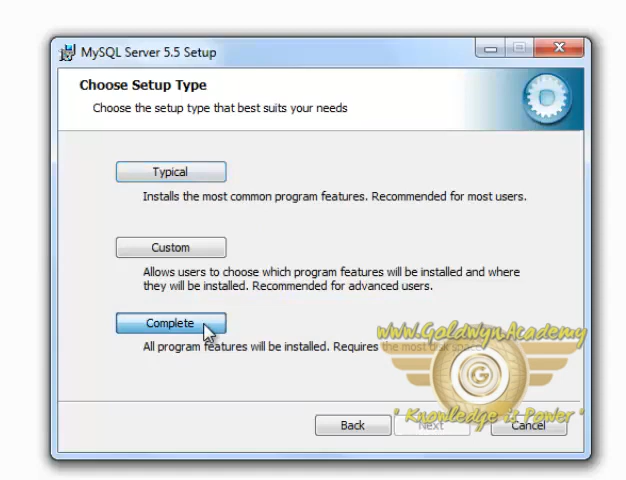 MySQL Server 5.5 Setup
Choose Setup Type
Choose the setup type that best suits your needs
Typical
Installs the most common program features. Recommended for most users.
Custom
Allows users to choose which program features will be installed and where
they will be installed. Recommended for advanced users.
Complete
All program features will be installed. Requires the most disk space.
www.GoldwynAcademy
G
" Knowledge is Power "
Back
Next
Cancel